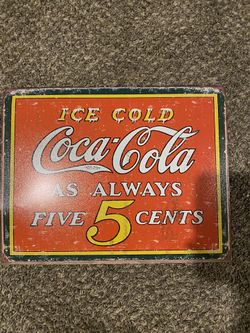 ICE COLD
Coca-Cola
AS ALWAYS
FIVE 5 CENTS